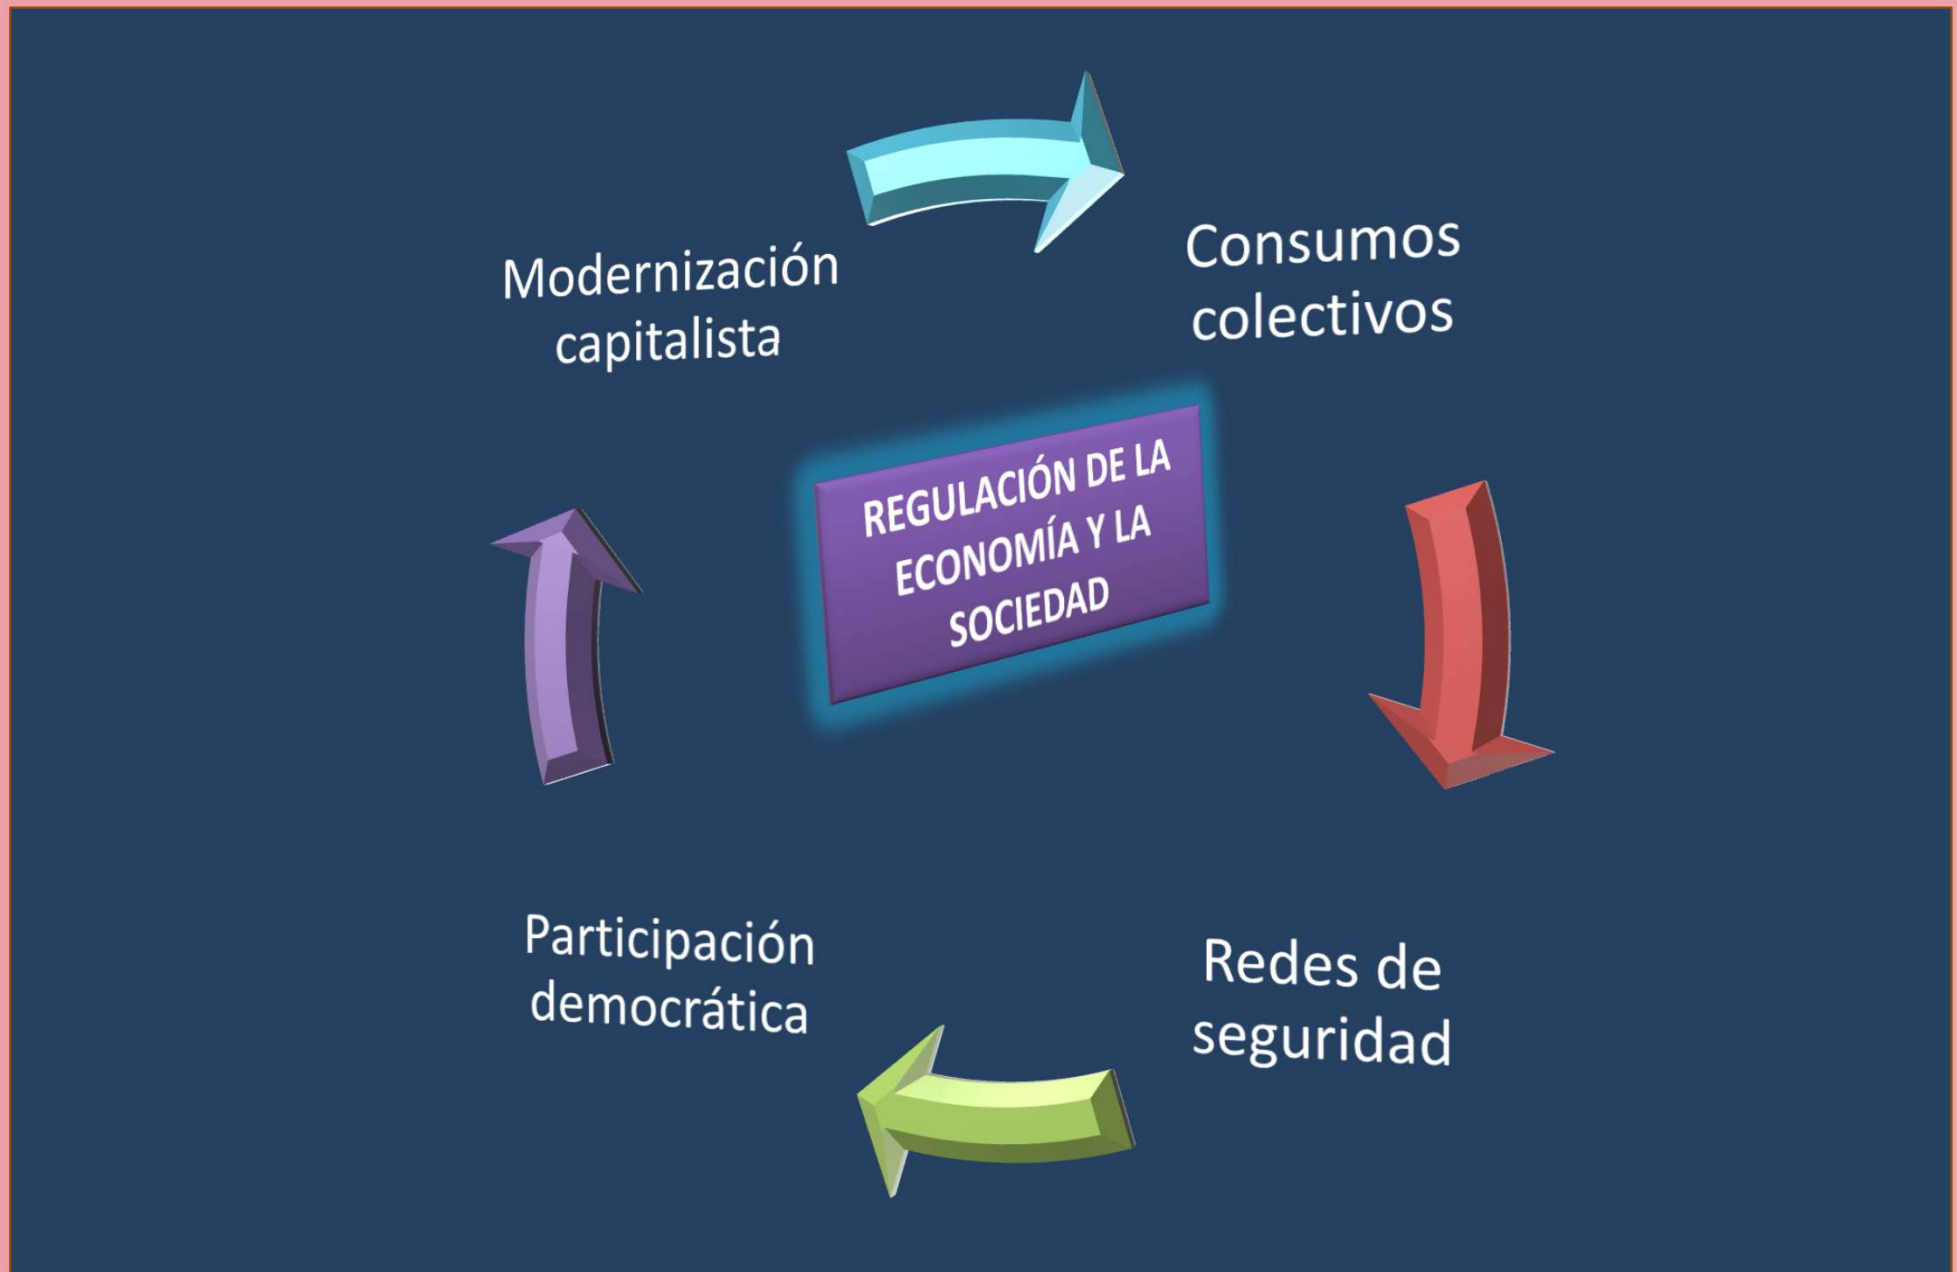 Modernización
capitalista
Consumos
colectivos
REGULACIÓN DE LA
ECONOMÍA Y LA
SOCIEDAD
Participación
democrática
Redes de
seguridad